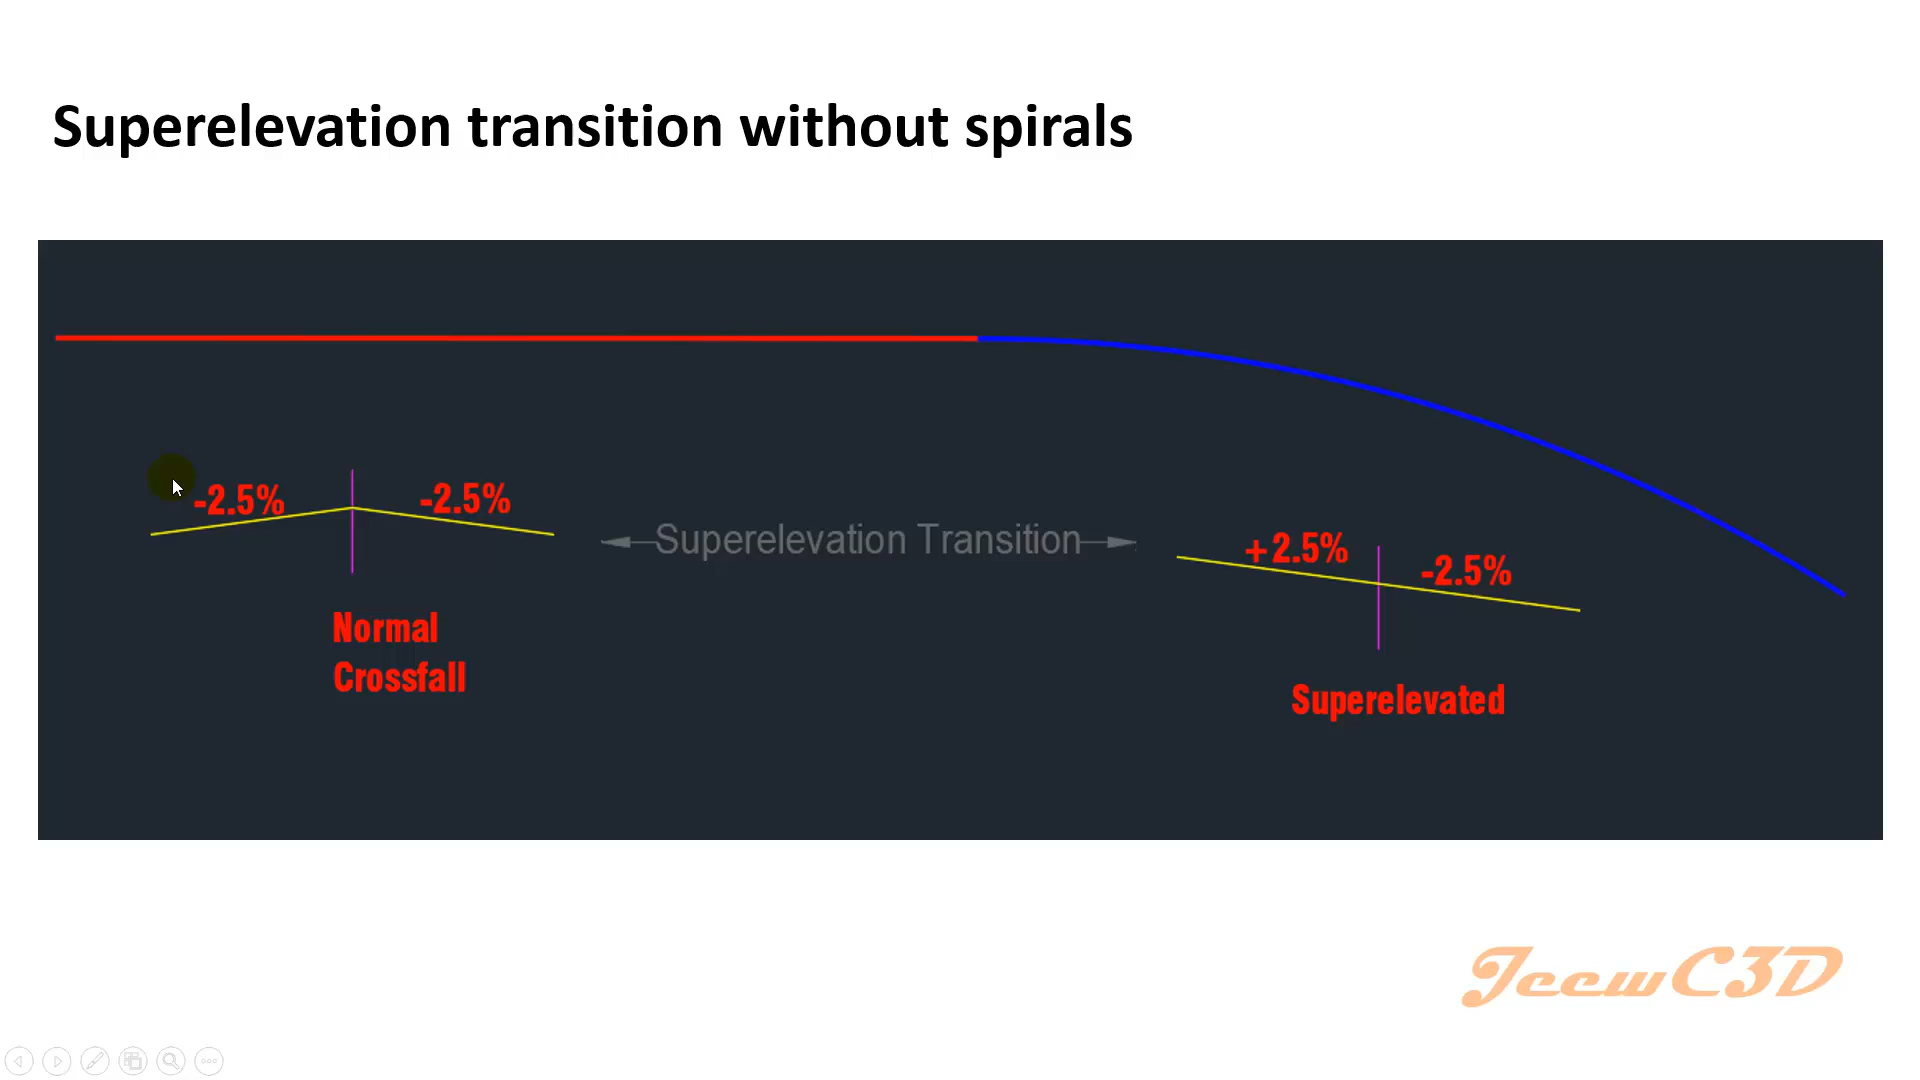 Superelevation transition without spirals
-2.5%
-2.5%
Superelevation Transition
+2.5%
-2.5%
Normal
Crossfall
Superelevated
JeewC3D